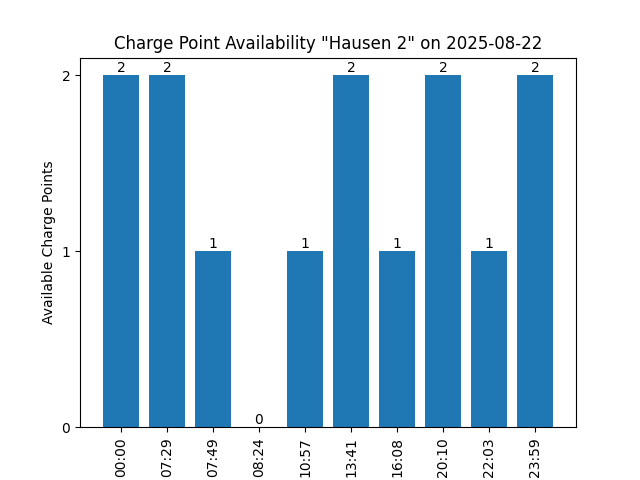 Charge Point Availability "Hausen 2" on 2025-08-22
2 2 1 0 1 2 1 2 1 2
Available Charge Points
2
1
0
00:00 07:29 07:49 08:24 10:57 13:41 16:08 20:10 22:03 23:59